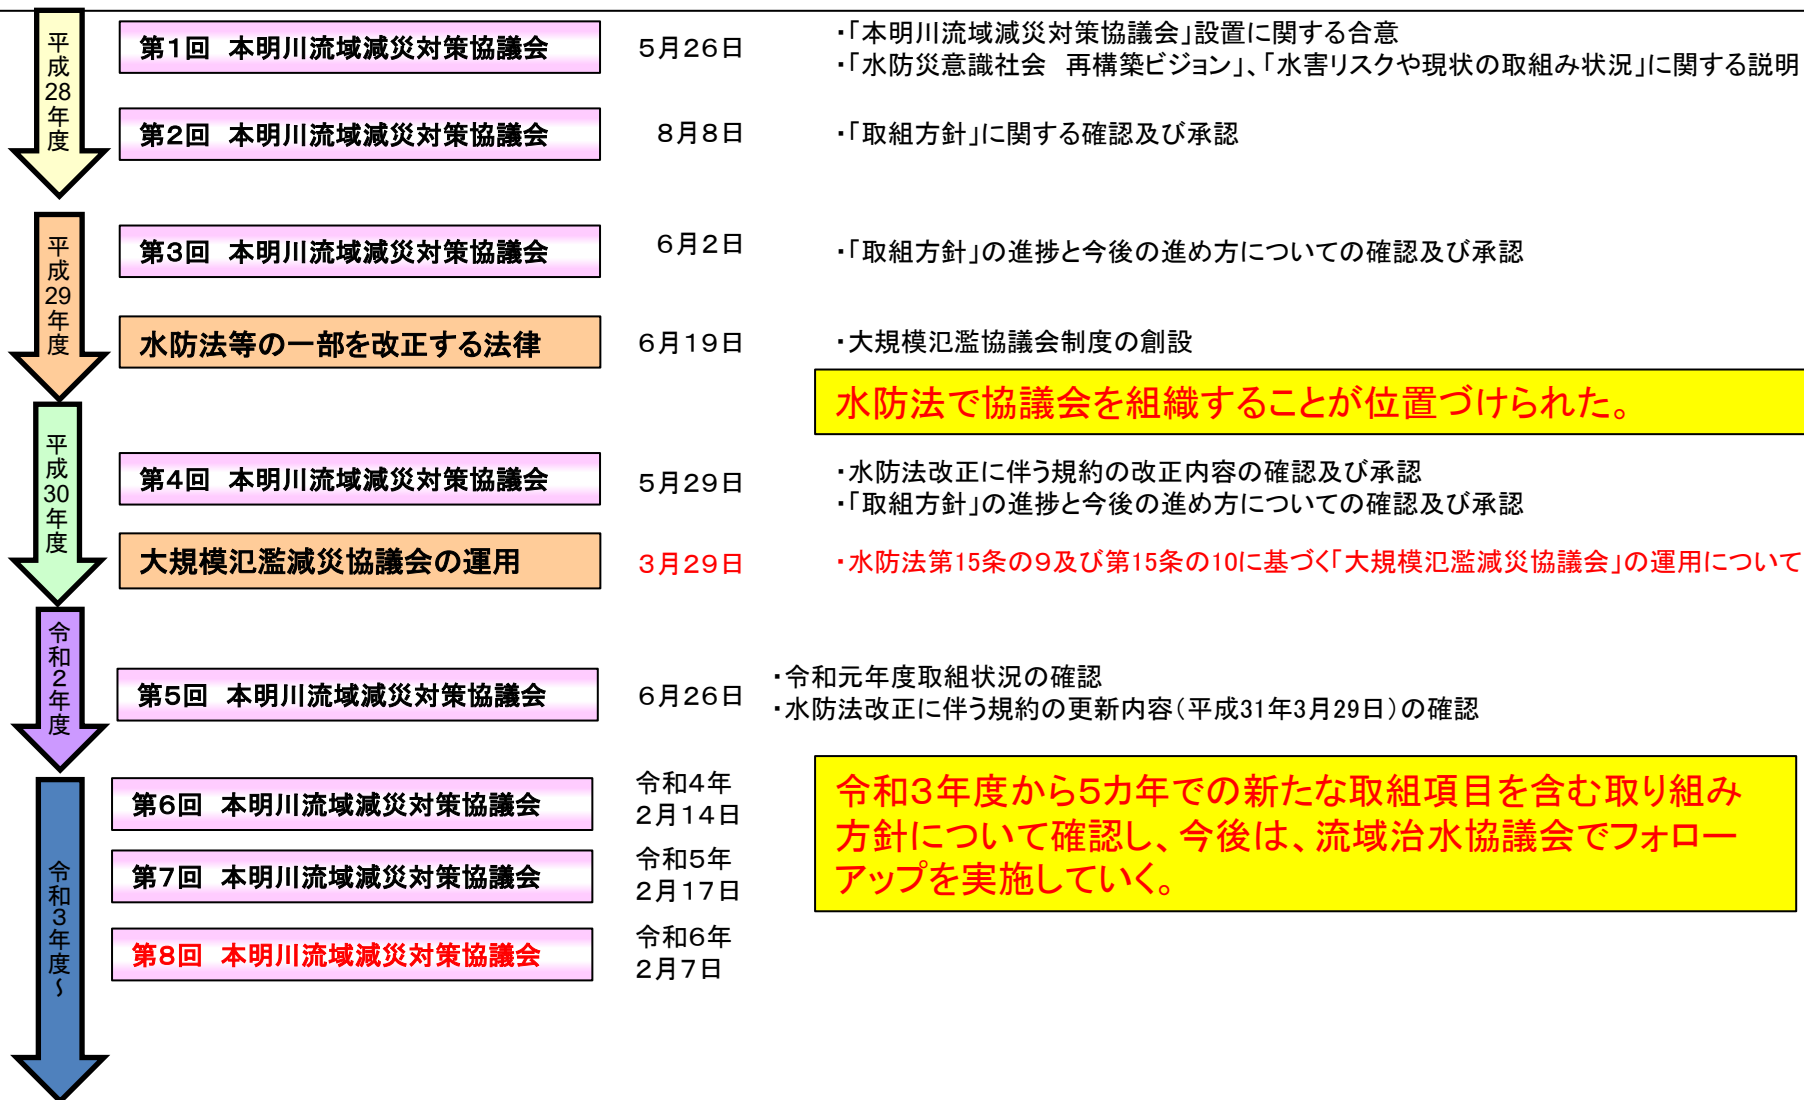 平成28年度
第1回 本明川流域減災対策協議会
5月26日
・「本明川流域減災対策協議会」設置に関する合意
・「水防災意識社会 再構築ビジョン」、「水害リスクや現状の取組み状況」に関する説明
第2回 本明川流域減災対策協議会
8月8日
・「取組方針」に関する確認及び承認
平成29年度
第3回 本明川流域減災対策協議会
6月2日
・「取組方針」の進捗と今後の進め方についての確認及び承認
水防法等の一部を改正する法律
6月19日
・大規模氾濫協議会制度の創設
水防法で協議会を組織することが位置づけられた。
平成30年度
第4回 本明川流域減災対策協議会
5月29日
・水防法改正に伴う規約の改正内容の確認及び承認
・「取組方針」の進捗と今後の進め方についての確認及び承認
大規模氾濫減災協議会の運用
3月29日
・水防法第15条の9及び第15条の10に基づく「大規模氾濫減災協議会」の運用について
令和2年度
第5回 本明川流域減災対策協議会
6月26日
・令和元年度取組状況の確認
・水防法改正に伴う規約の更新内容（平成31年3月29日）の確認
令和3年度～
第6回 本明川流域減災対策協議会
令和4年
2月14日
令和3年度から5カ年での新たな取組項目を含む取り組み
方針について確認し、今後は、流域治水協議会でフォロー
アップを実施していく。
第7回 本明川流域減災対策協議会
令和5年
2月17日
第8回 本明川流域減災対策協議会
令和6年
2月7日